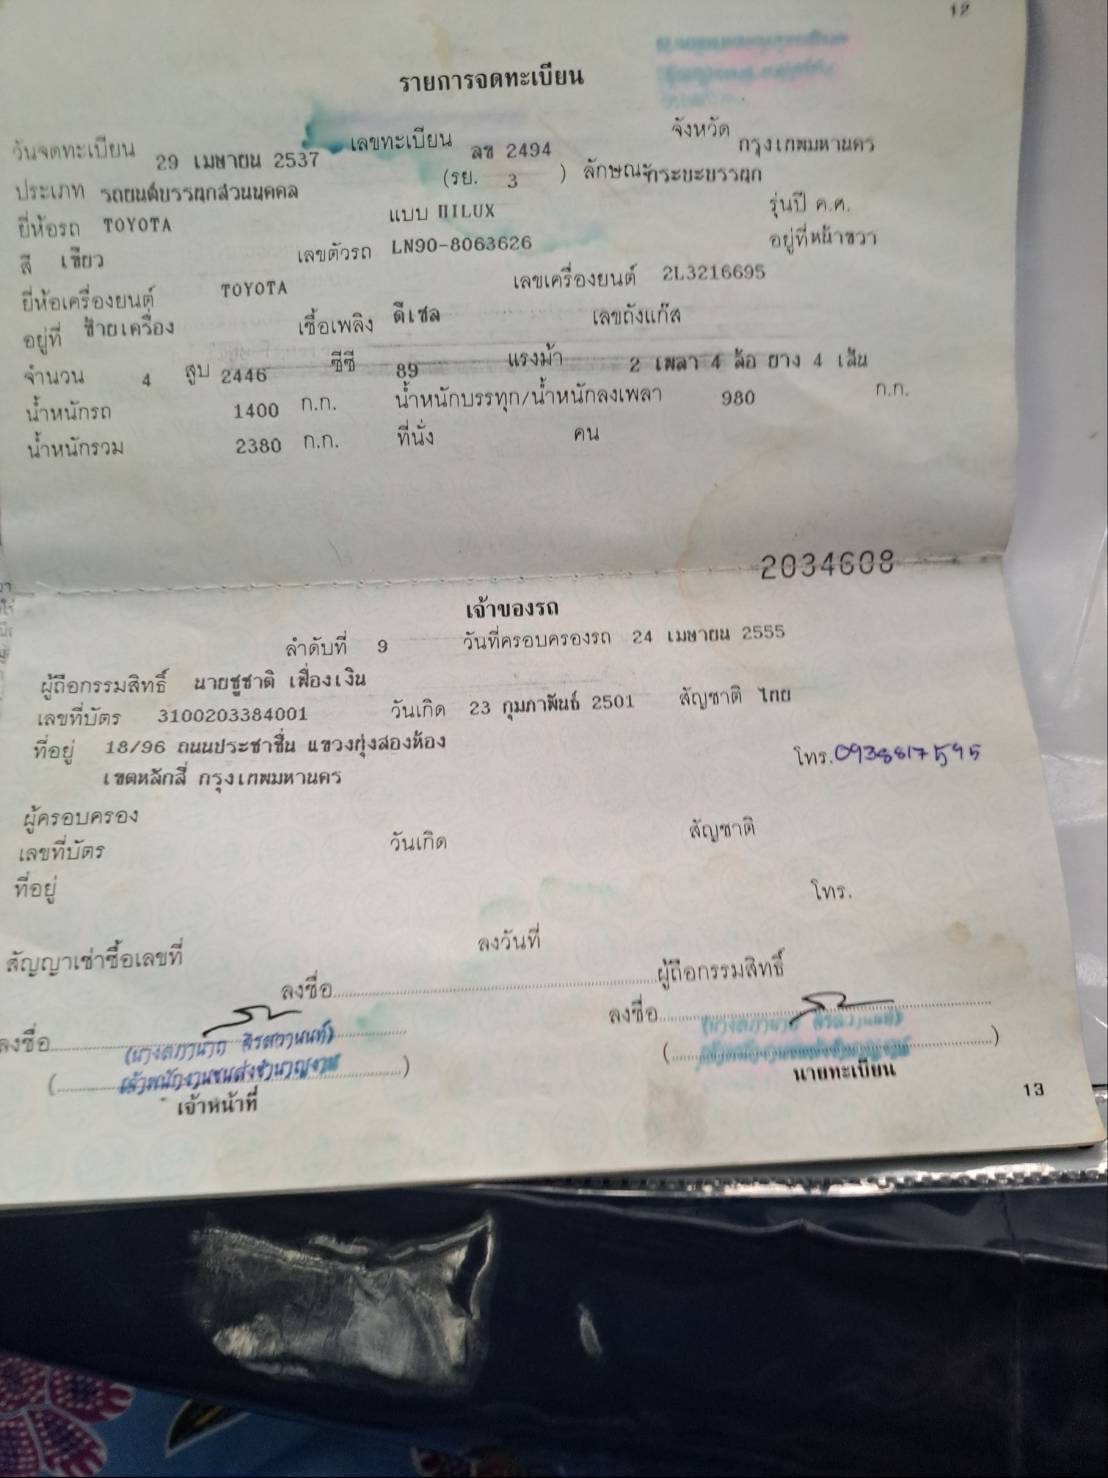 12
รายการจดทะเบียน
วันจดทะเบียน 29 เมษายน 2537 เลขทะเบียน ลช 2494 จังหวัด กรุงเทพมหานคร
ประเภท รถยนต์บรรทุกส่วนบุคคล (รย. 3 ) ลักษณะ กระบะบรรทุก
ยี่ห้อรถ TOYOTA แบบ HILUX รุ่นปี ค.ศ.
สี เขียว เลขตัวรถ LN90-8063626 อยู่ที่ หน้าขวา
ยี่ห้อเครื่องยนต์ TOYOTA เลขเครื่องยนต์ 2L3216695
อยู่ที่ ซ้ายเครื่อง เชื้อเพลิง ดีเซล เลขถังแก๊ส
จำนวน 4 สูบ 2446 ซีซี 89 แรงม้า 2 เพลา 4 ล้อ ยาง 4 เส้น
น้ำหนักรถ 1400 ก.ก. น้ำหนักบรรทุก/น้ำหนักลงเพลา 980 ก.ก.
น้ำหนักรวม 2380 ก.ก. ที่นั่ง คน
2034608
เจ้าของรถ
ลำดับที่ 9 วันที่ครอบครองรถ 24 เมษายน 2555
ผู้ถือกรรมสิทธิ์ นายชูชาติ เฟื่องเงิน
เลขที่บัตร 3100203384001 วันเกิด 23 กุมภาพันธ์ 2501 สัญชาติ ไทย
ที่อยู่ 18/96 ถนนประชาชื่น แขวงทุ่งสองห้อง
เขตหลักสี่ กรุงเทพมหานคร โทร. 0938817595
ผู้ครอบครอง
เลขที่บัตร วันเกิด สัญชาติ
ที่อยู่ โทร.
สัญญาเช่าซื้อเลขที่ ลงวันที่
ลงชื่อ ผู้ถือกรรมสิทธิ์
ลงชื่อ ลงชื่อ
เจ้าพนักงานขนส่งชำนาญงาน
( ) ( )
เจ้าหน้าที่ นายทะเบียน
13